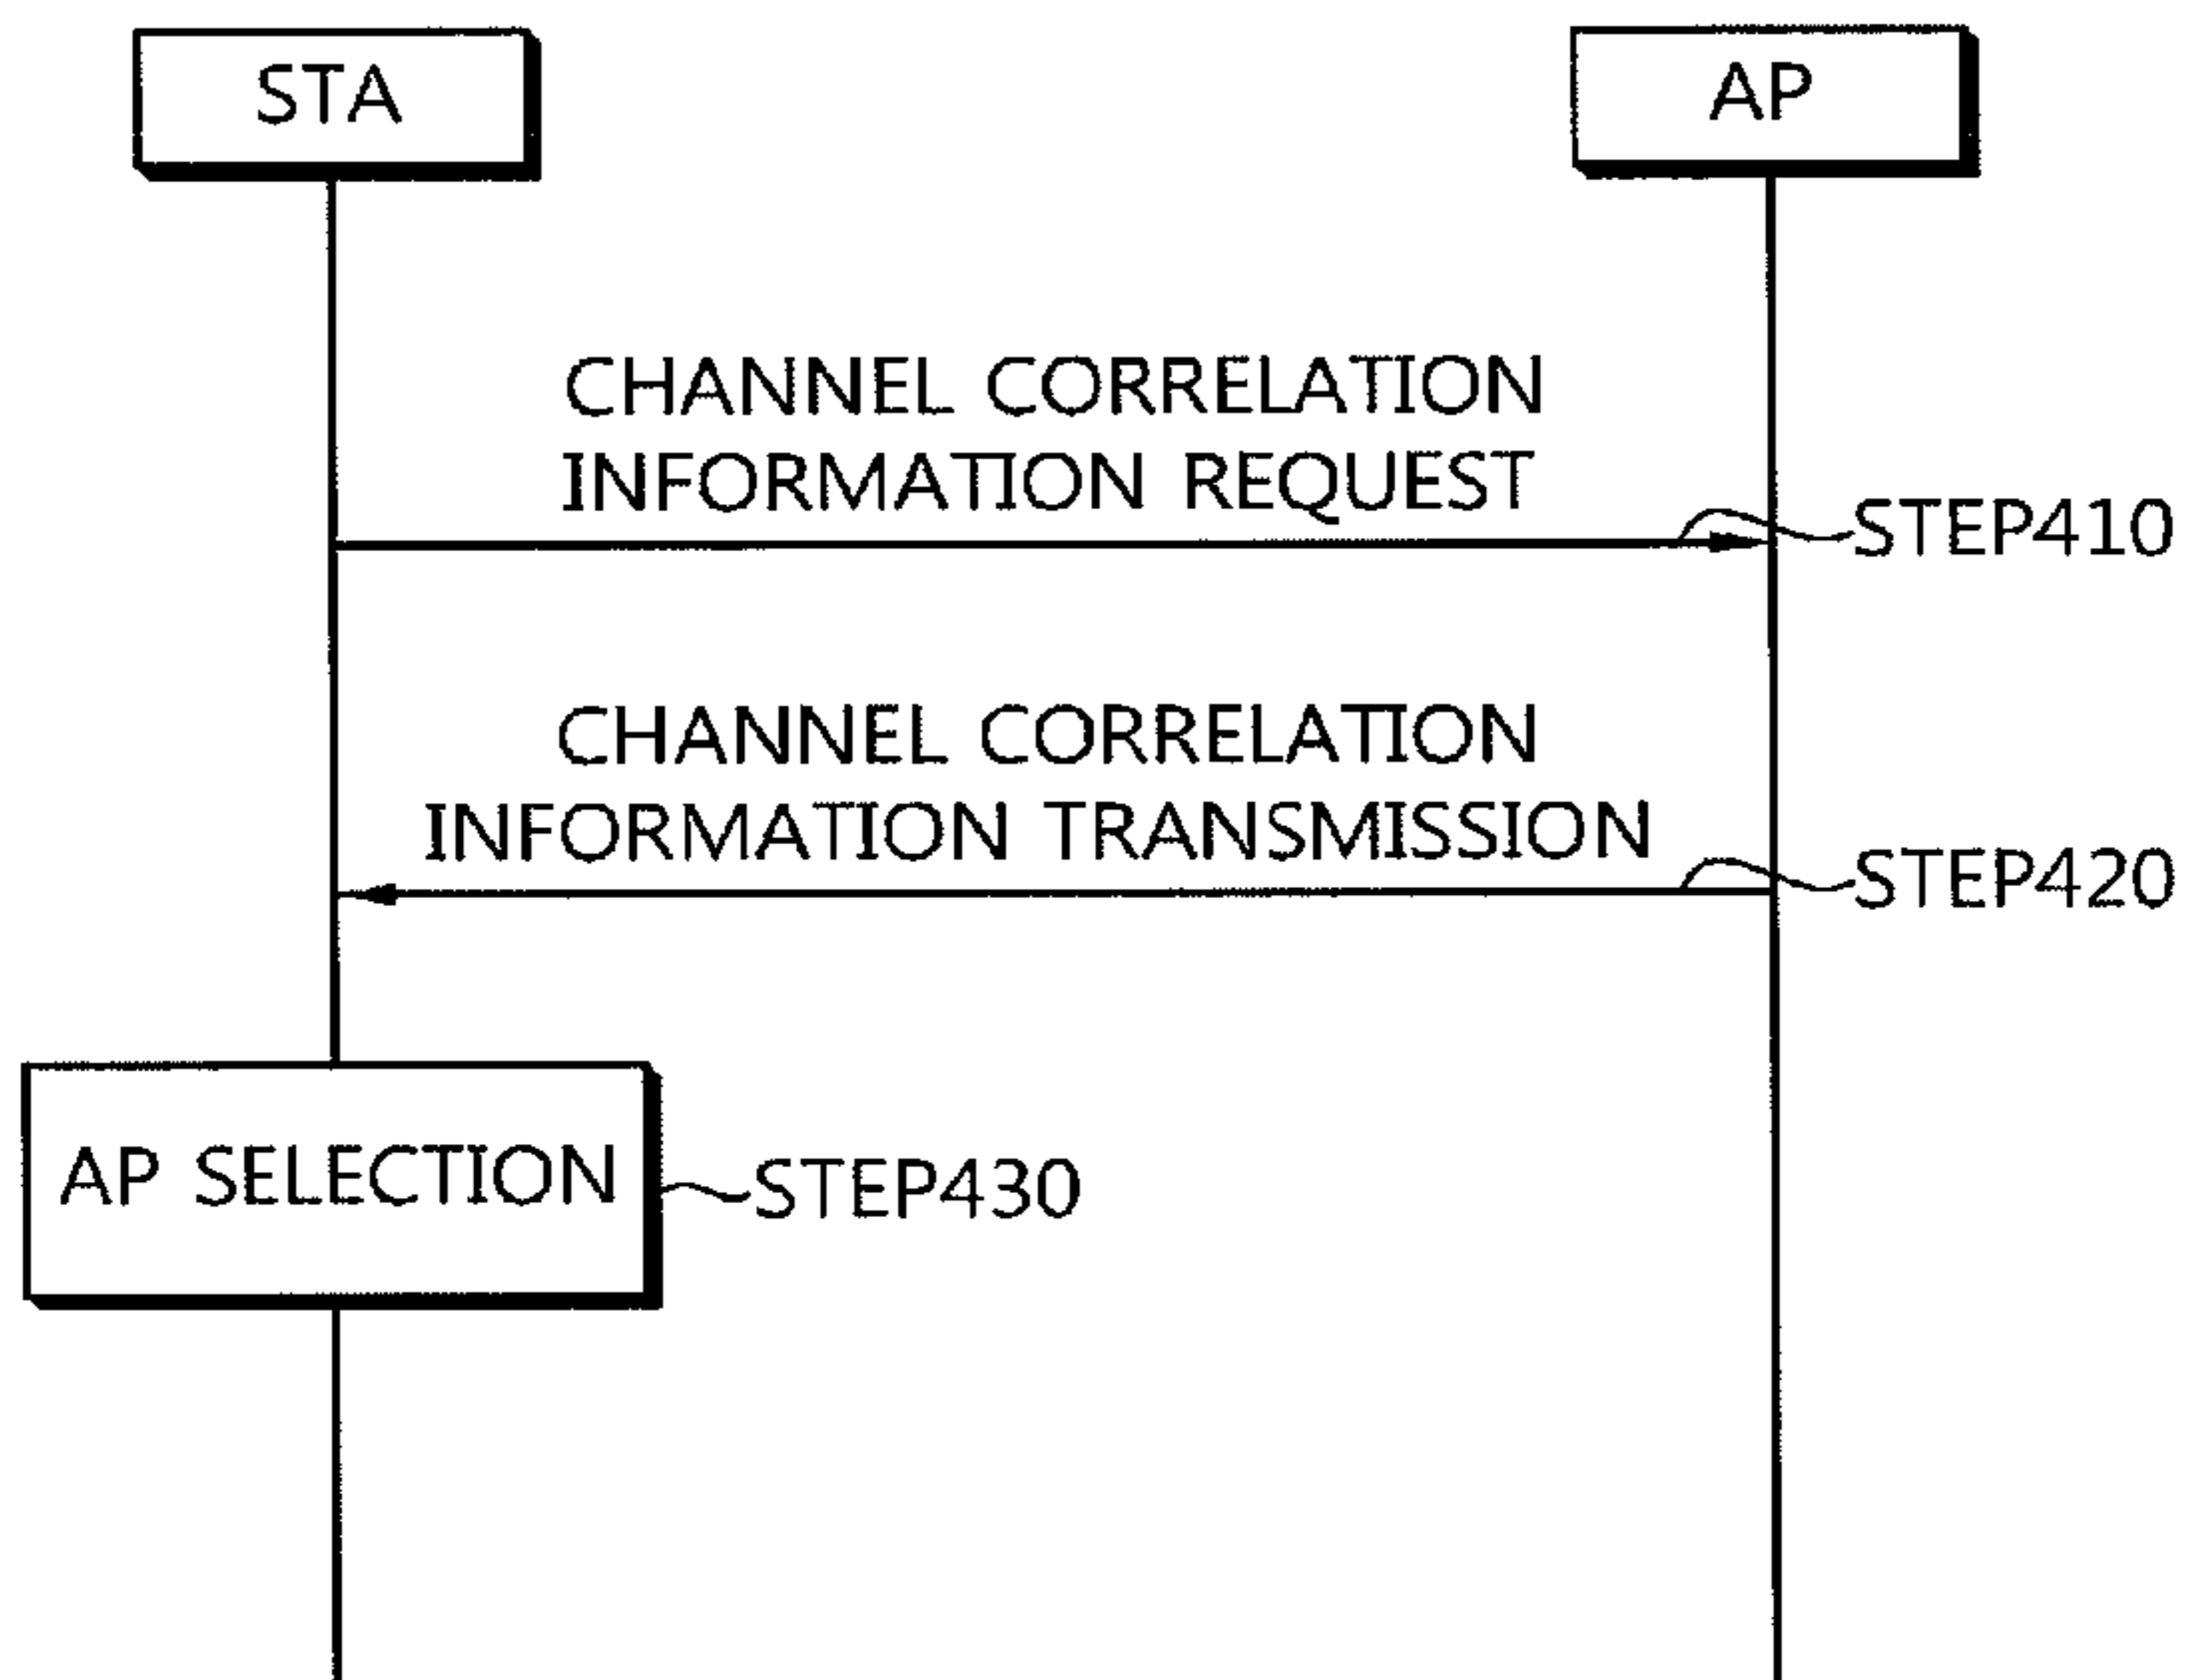 STA
AP
CHANNEL CORRELATION
INFORMATION REQUEST
STEP410
CHANNEL CORRELATION
INFORMATION TRANSMISSION
STEP420
AP SELECTION
STEP430